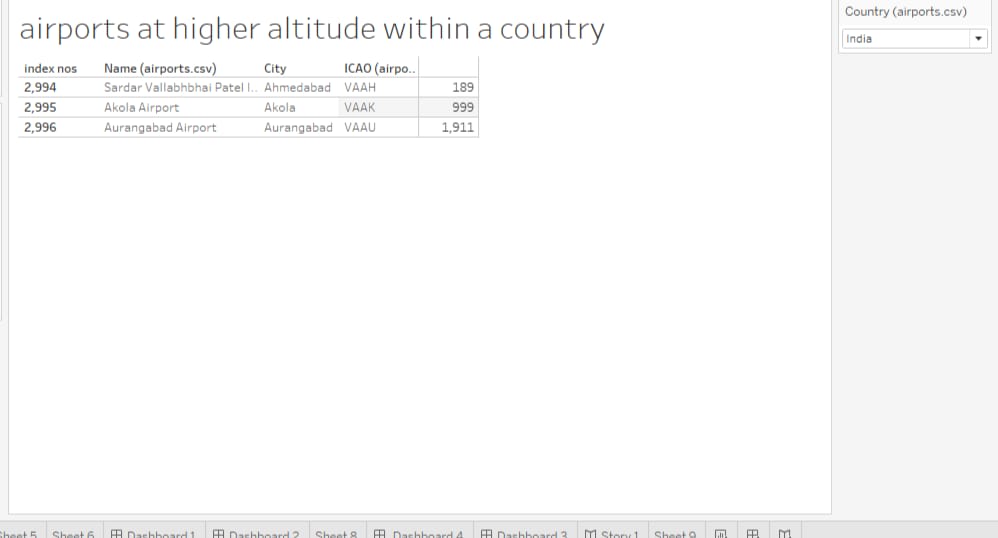 airports at higher altitude within a country
Country (airports.csv)
India
index nos Name (airports.csv) City ICAO (airpo..
2,994 Sardar Vallabhbhai Patel I.. Ahmedabad VAAH 189
2,995 Akola Airport Akola VAAK 999
2,996 Aurangabad Airport Aurangabad VAAU 1,911
Sheet 5 Sheet 6 Dashboard 1 Dashboard 2 Sheet 8 Dashboard 4 Dashboard 3 Story 1 Sheet 9